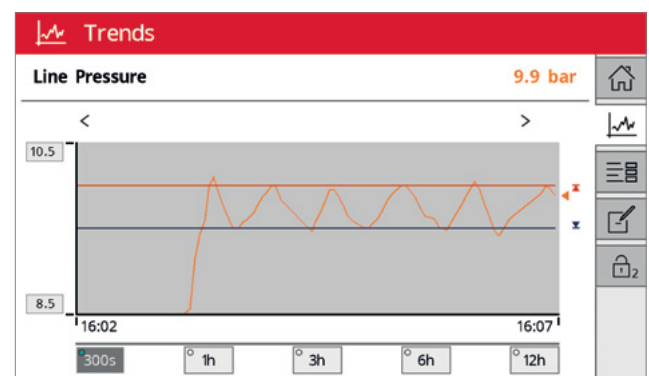 Trends
Line Pressure 9.9 bar
< >
10.5
8.5
16:02 16:07
300s 1h 3h 6h 12h
2